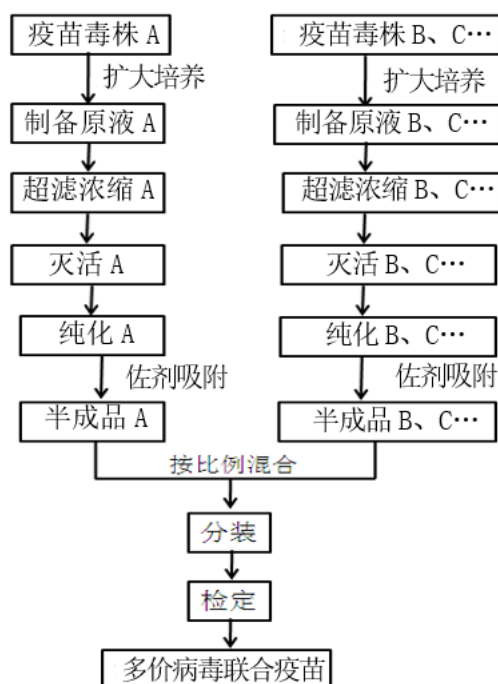 疫苗毒株 A
疫苗毒株 B、C…
扩大培养
扩大培养
制备原液 A
制备原液 B、C…
超滤浓缩 A
超滤浓缩 B、C…
灭活 A
灭活 B、C…
纯化 A
纯化 B、C…
佐剂吸附
佐剂吸附
半成品 A
半成品 B、C…
按比例混合
分装
检定
多价病毒联合疫苗